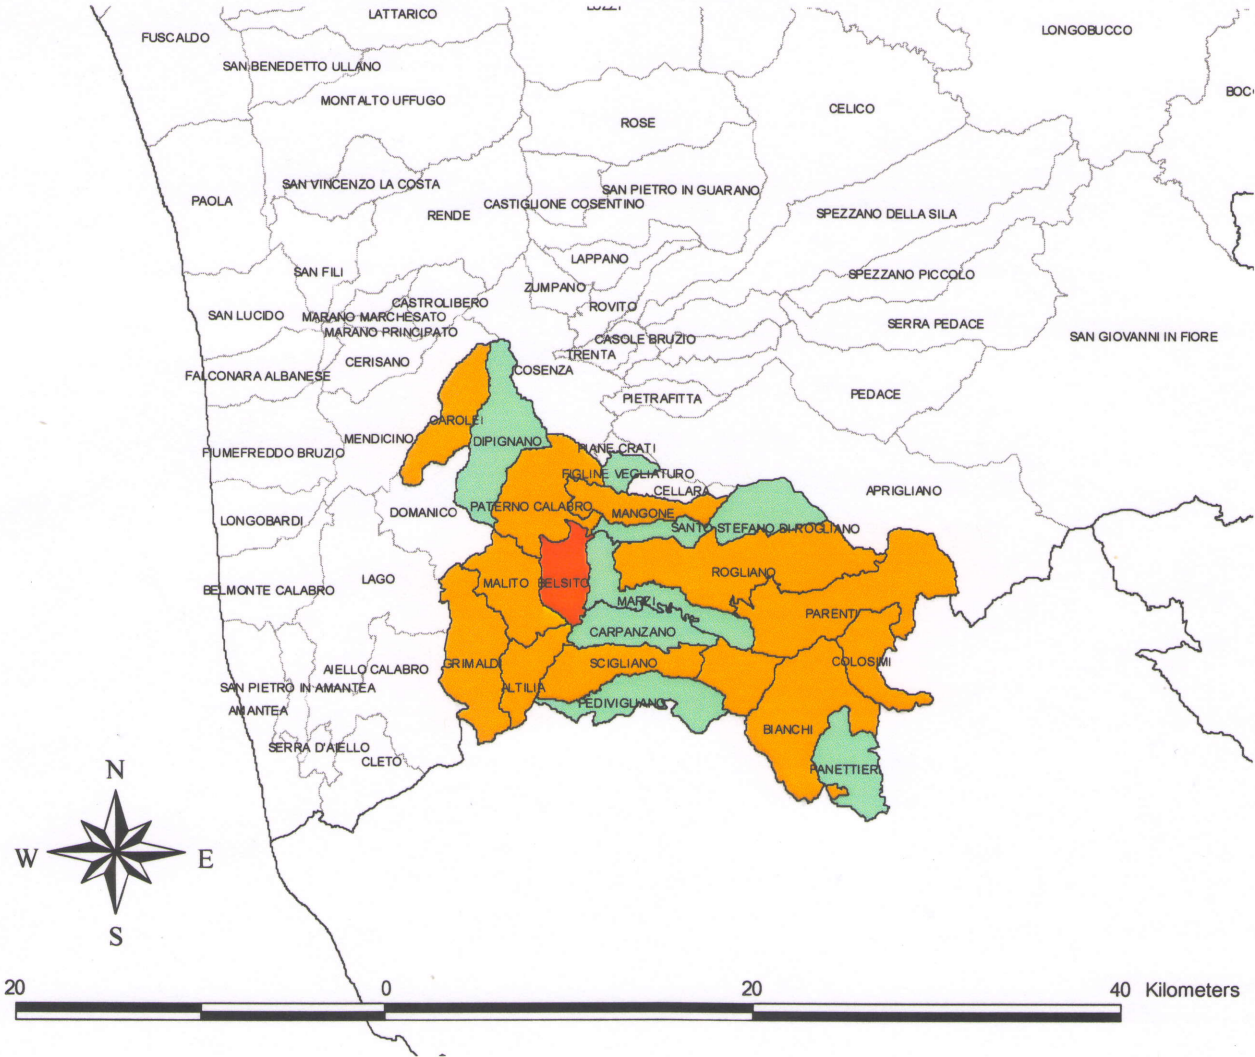 LATTARICO
LUZZI
LONGOBUCCO
FUSCALDO
SAN BENEDETTO ULLANO
MONTALTO UFFUGO
CELICO
ROSE
SAN VINCENZO LA COSTA
SAN PIETRO IN GUARANO
PAOLA
CASTIGLIONE COSENTINO
RENDE
SPEZZANO DELLA SILA
LAPPANO
SAN FILI
SPEZZANO PICCOLO
ZUMPANO
CASTROLIBERO
ROVITO
SAN LUCIDO
MARANO MARCHESATO
SERRA PEDACE
MARANO PRINCIPATO
CASOLE BRUZIO
SAN GIOVANNI IN FIORE
TRENTA
CERISANO
COSENZA
FALCONARA ALBANESE
PIETRAFITTA
PEDACE
CAROLEI
MENDICINO
DIPIGNANO
PIANE CRATI
FIUMEFREDDO BRUZIO
FIGLINE VEGLIATURO
CELLARA
APRIGLIANO
PATERNO CALABRO
DOMANICO
MANGONE
LONGOBARDI
SANTO STEFANO DI ROGLIANO
ROGLIANO
LAGO
MALITO
BELSITO
BELMONTE CALABRO
MARZI
PARENTI
CARPANZANO
GRIMALDI
SCIGLIANO
COLOSIMI
AIELLO CALABRO
SAN PIETRO IN AMANTEA
ALTILIA
PEDIVIGLIANO
AMANTEA
BIANCHI
SERRA D'AIELLO
CLETO
PANETTIERI
N
W
E
S
20
0
20
40
Kilometers